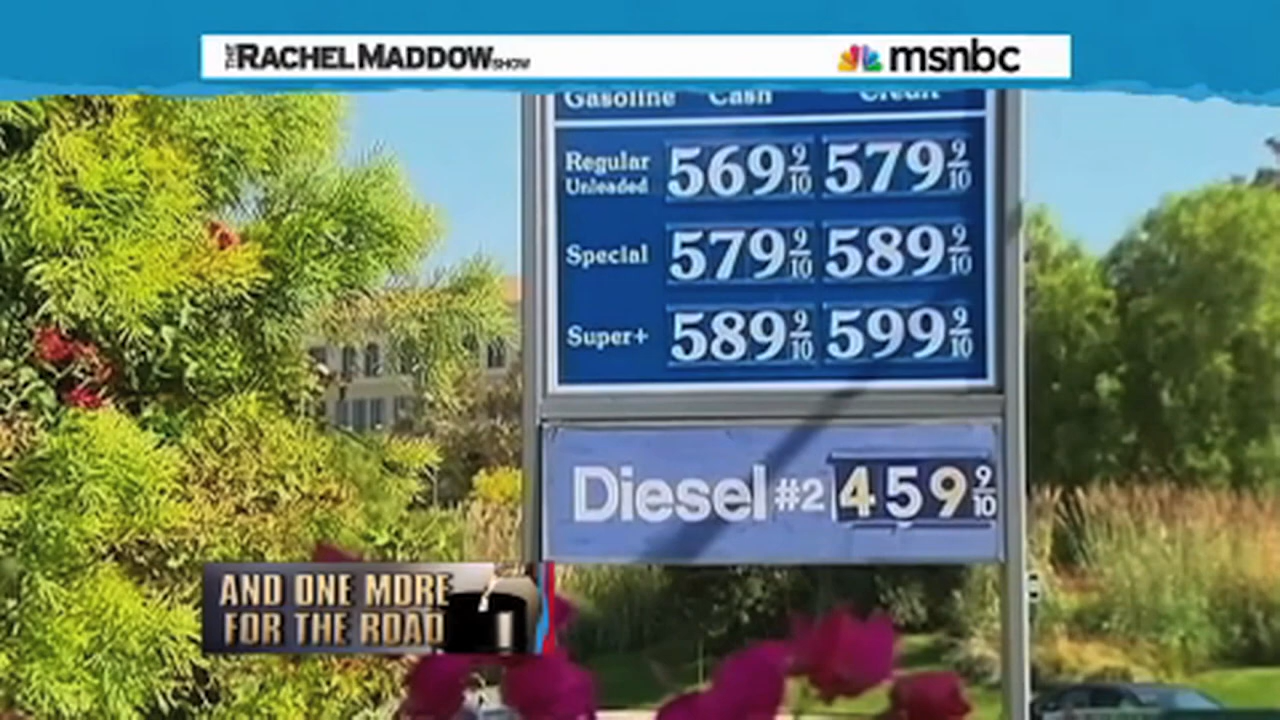 THE RACHEL MADDOW SHOW msnbc
Gasoline Cash Credit
Regular Unleaded 569 9/10 579 9/10
Special 579 9/10 589 9/10
Super+ 589 9/10 599 9/10
Diesel #2 459 9/10
AND ONE MORE
FOR THE ROAD